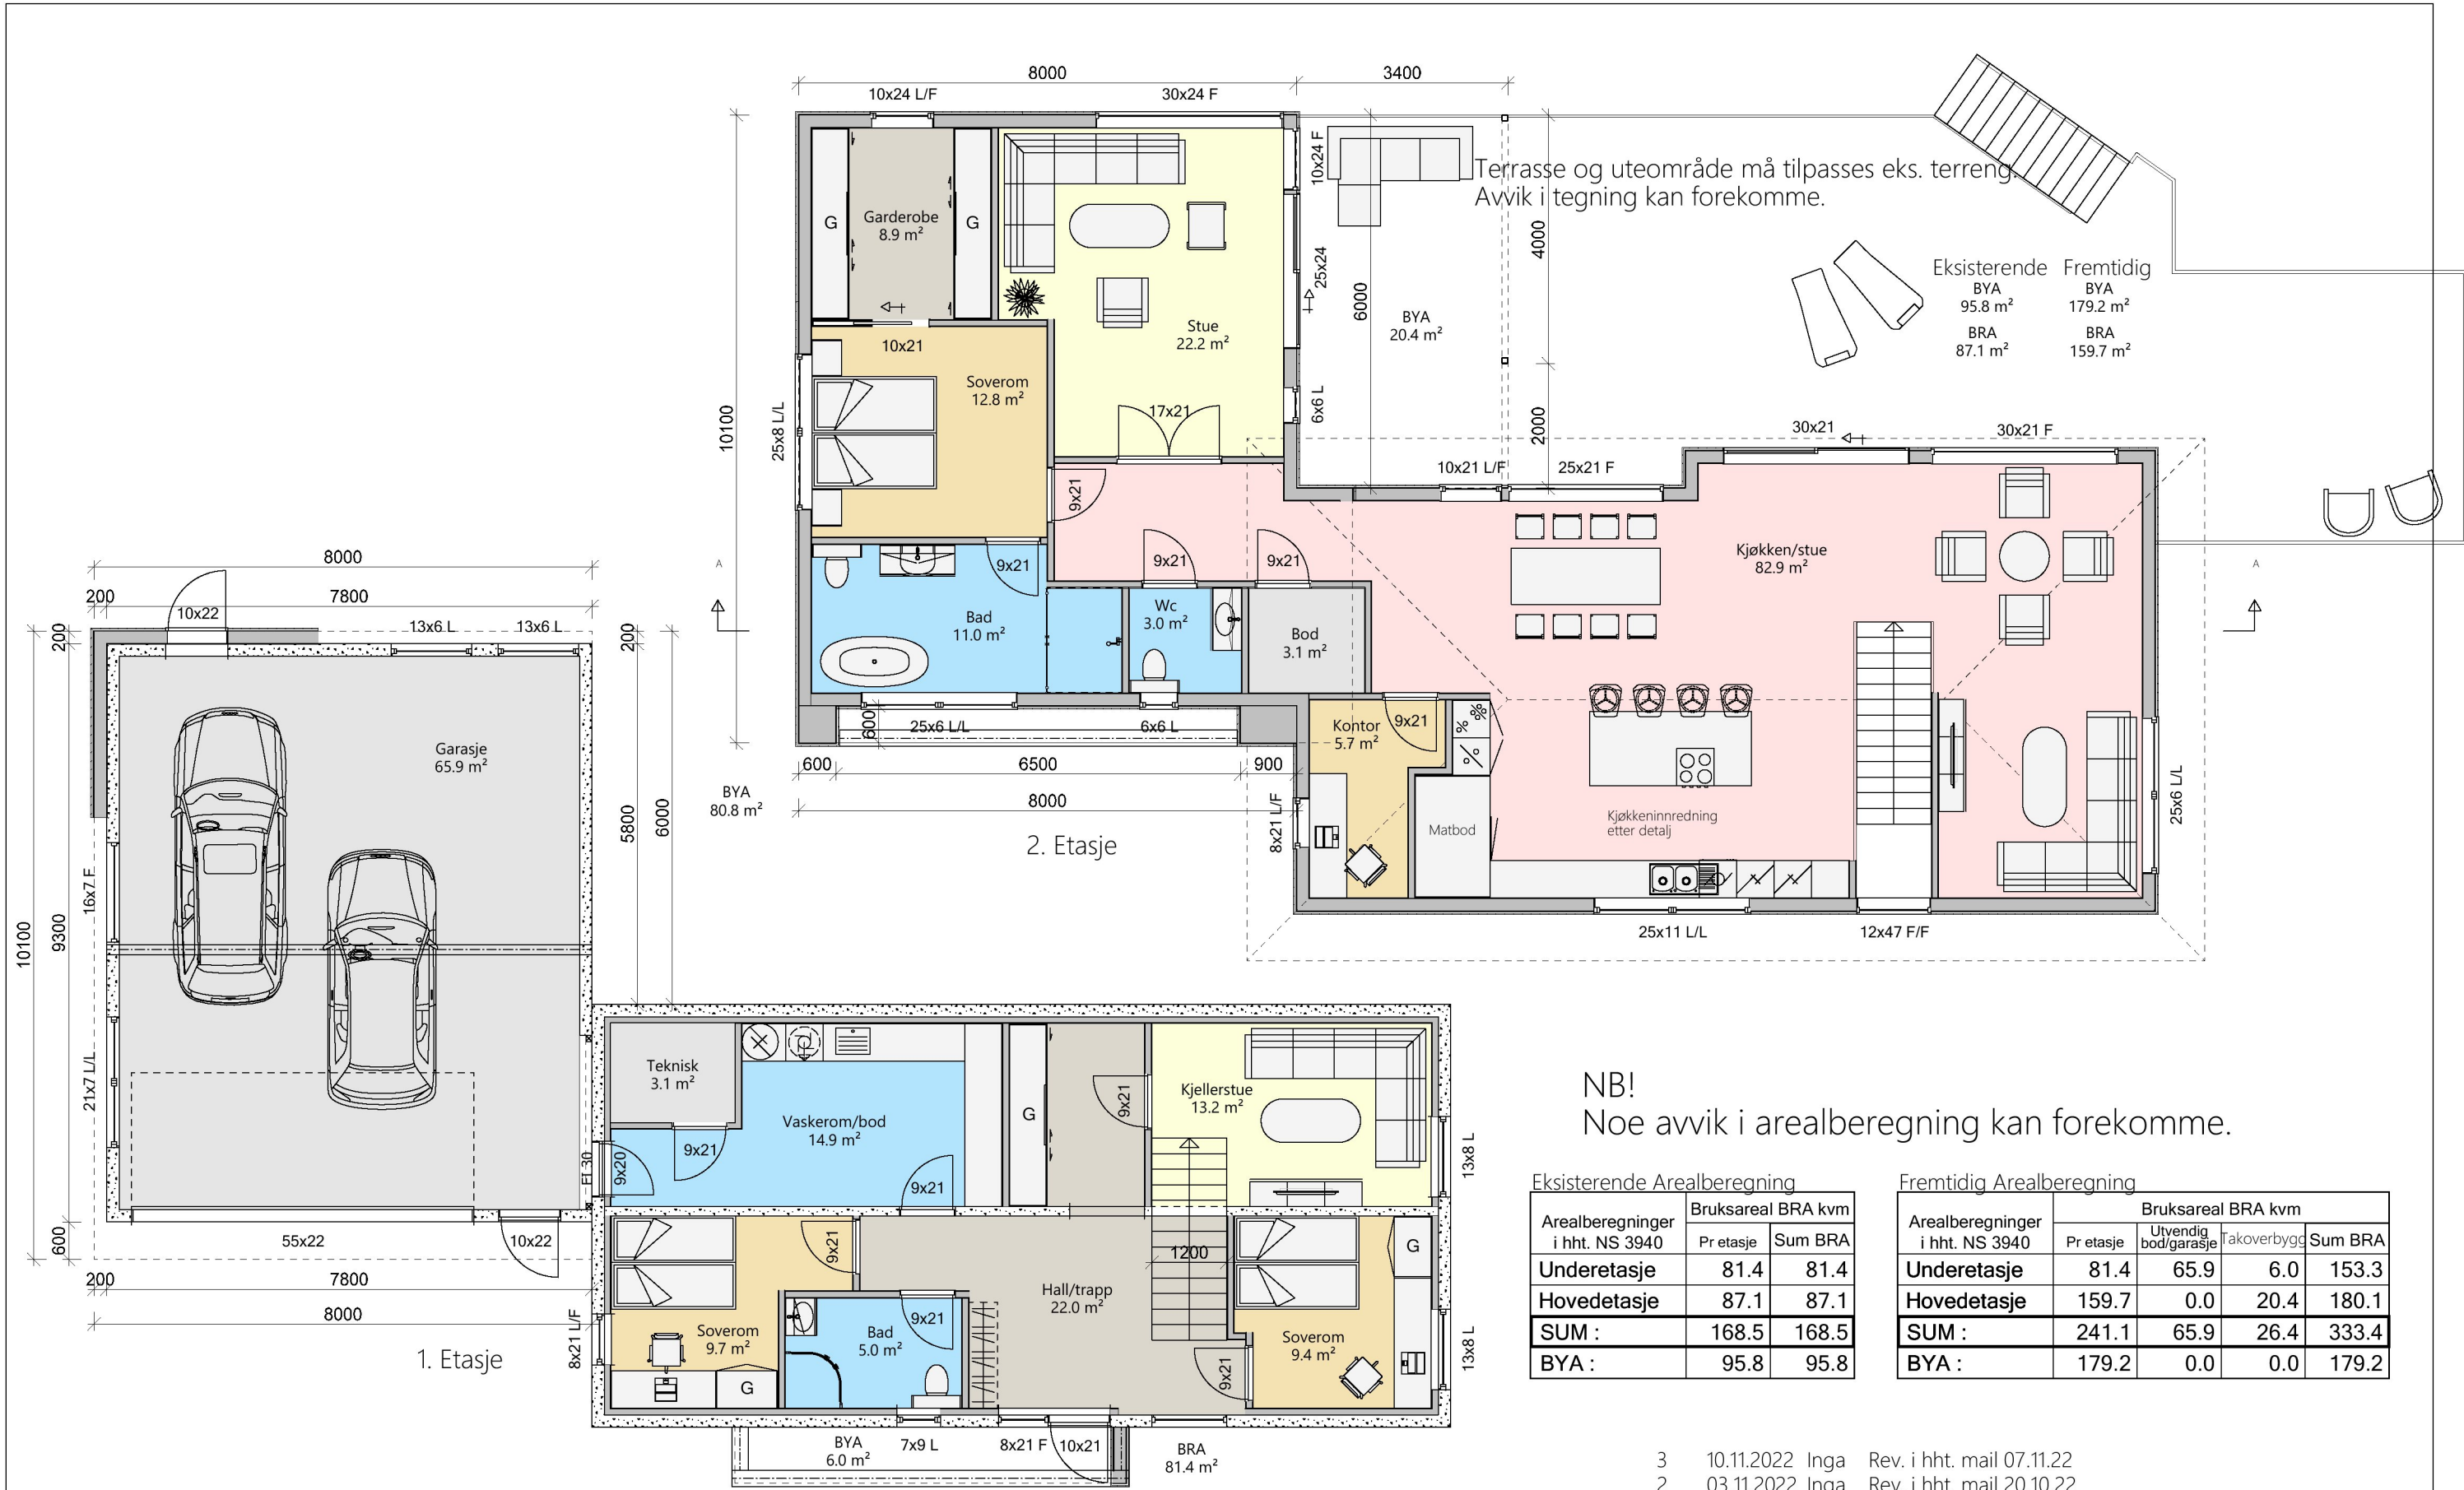 8000
3400
10x24 L/F
30x24 F
10x24 F
Terrasse og uteområde må tilpasses eks. terreng.
Avvik i tegning kan forekomme.
G
Garderobe
8.9 m²
G
25x24
4000
6000
Eksisterende
BYA
95.8 m²
BRA
87.1 m²
Fremtidig
BYA
179.2 m²
BRA
159.7 m²
Stue
22.2 m²
BYA
20.4 m²
10x21
Soverom
12.8 m²
10100
25x8 L/L
17x21
6x6 L
2000
30x21
30x21 F
10x21 L/F
25x21 F
9x21
9x21
9x21
9x21
Kjøkken/stue
82.9 m²
A
A
Bad
11.0 m²
Wc
3.0 m²
Bod
3.1 m²
600
25x6 L/L
6x6 L
Kontor
5.7 m²
9x21
600
6500
900
8000
BYA
80.8 m²
2. Etasje
8x21 L/F
Matbod
Kjøkkeninnredning
etter detalj
25x6 L/L
25x11 L/L
12x47 F/F
8000
200
7800
10x22
13x6 L
13x6 L
200
200
Garasje
65.9 m²
5800
6000
16x7 F
10100
9300
21x7 L/L
600
55x22
10x22
200
7800
8000
EI 30
9x20
1. Etasje
Teknisk
3.1 m²
9x21
Vaskerom/bod
14.9 m²
9x21
G
9x21
Kjellerstue
13.2 m²
13x8 L
9x21
1200
G
Hall/trapp
22.0 m²
8x21 L/F
Soverom
9.7 m²
G
Bad
5.0 m²
9x21
9x21
Soverom
9.4 m²
13x8 L
BYA
6.0 m²
7x9 L
8x21 F
10x21
BRA
81.4 m²
NB!
Noe avvik i arealberegning kan forekomme.
Eksisterende Arealberegning
Arealberegninger
i hht. NS 3940
Bruksareal BRA kvm
Pr etasje Sum BRA
Underetasje 81.4 81.4
Hovedetasje 87.1 87.1
SUM : 168.5 168.5
BYA : 95.8 95.8
Fremtidig Arealberegning
Arealberegninger
i hht. NS 3940
Bruksareal BRA kvm
Pr etasje Utvendig bod/garasje Takoverbygg Sum BRA
Underetasje 81.4 65.9 6.0 153.3
Hovedetasje 159.7 0.0 20.4 180.1
SUM : 241.1 65.9 26.4 333.4
BYA : 179.2 0.0 0.0 179.2
3 10.11.2022 Inga Rev. i hht. mail 07.11.22
2 03.11.2022 Inga Rev. i hht. mail 20.10.22